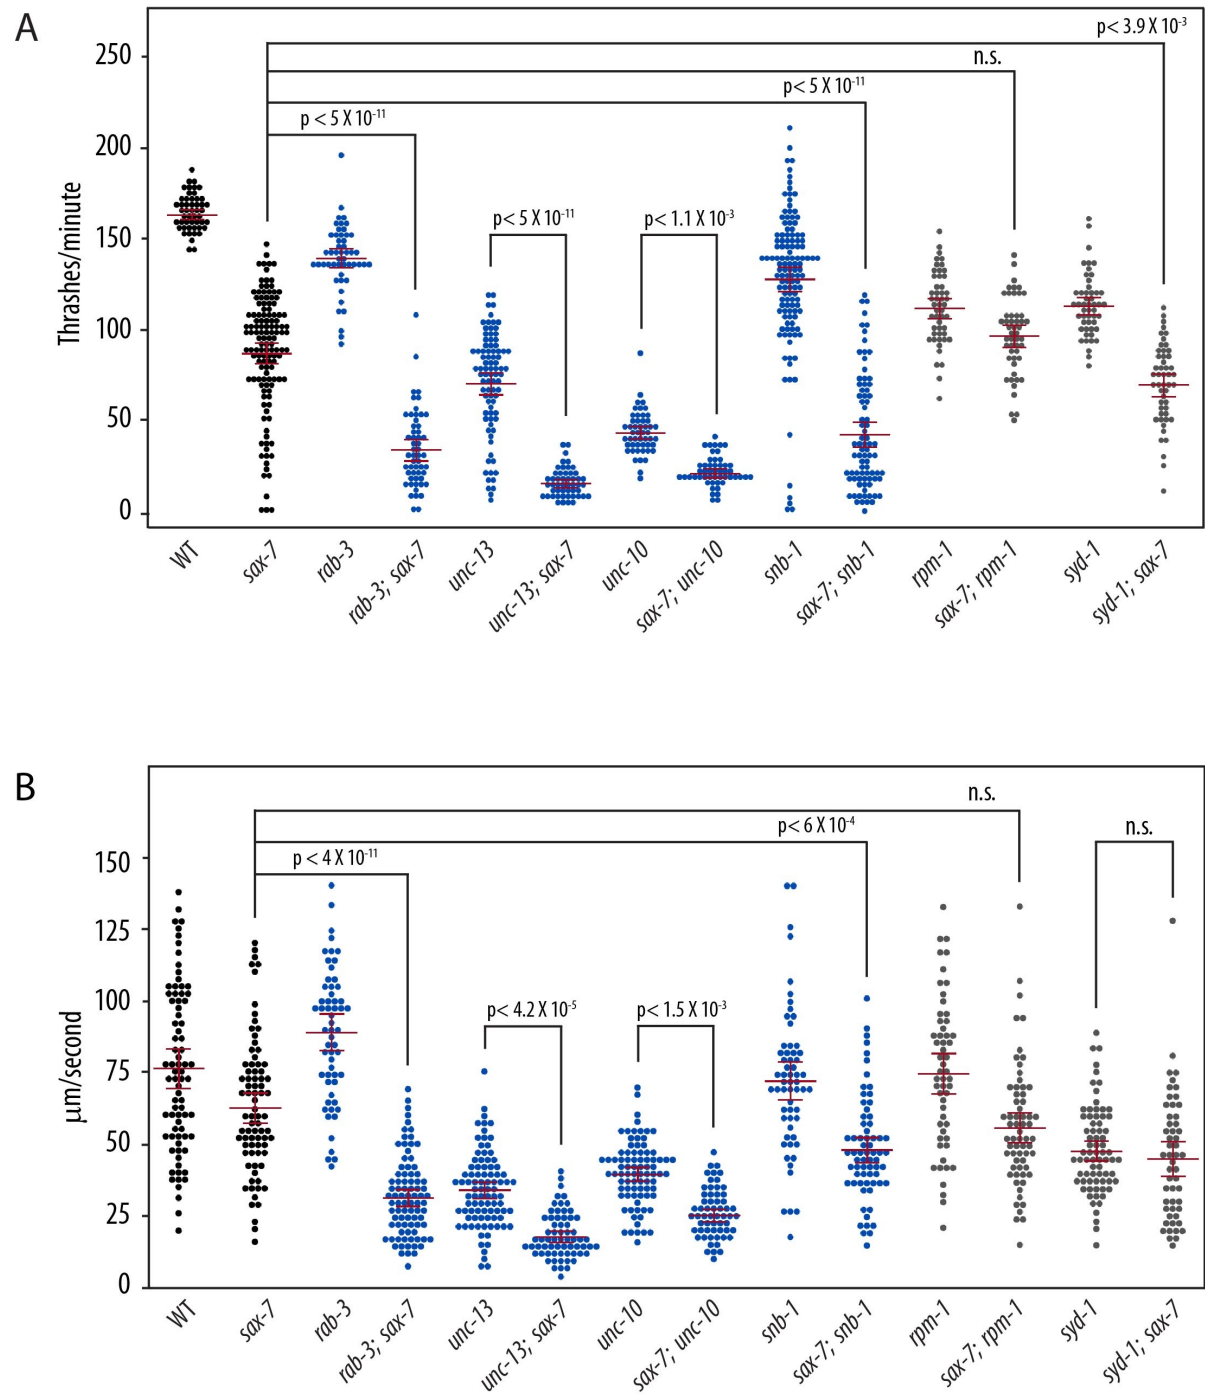 A
p< 3.9 X 10⁻³
n.s.
p< 5 X 10⁻¹¹
p < 5 X 10⁻¹¹
p< 5 X 10⁻¹¹
p< 1.1 X 10⁻³
Thrashes/minute
250
200
150
100
50
0
WT
sax-7
rab-3
rab-3; sax-7
unc-13
unc-13; sax-7
unc-10
sax-7; unc-10
snb-1
sax-7; snb-1
rpm-1
sax-7; rpm-1
syd-1
syd-1; sax-7
B
n.s.
p< 6 X 10⁻⁴
n.s.
p < 4 X 10⁻¹¹
p< 4.2 X 10⁻⁵
p< 1.5 X 10⁻³
µm/second
150
125
100
75
50
25
0
WT
sax-7
rab-3
rab-3; sax-7
unc-13
unc-13; sax-7
unc-10
sax-7; unc-10
snb-1
sax-7; snb-1
rpm-1
sax-7; rpm-1
syd-1
syd-1; sax-7